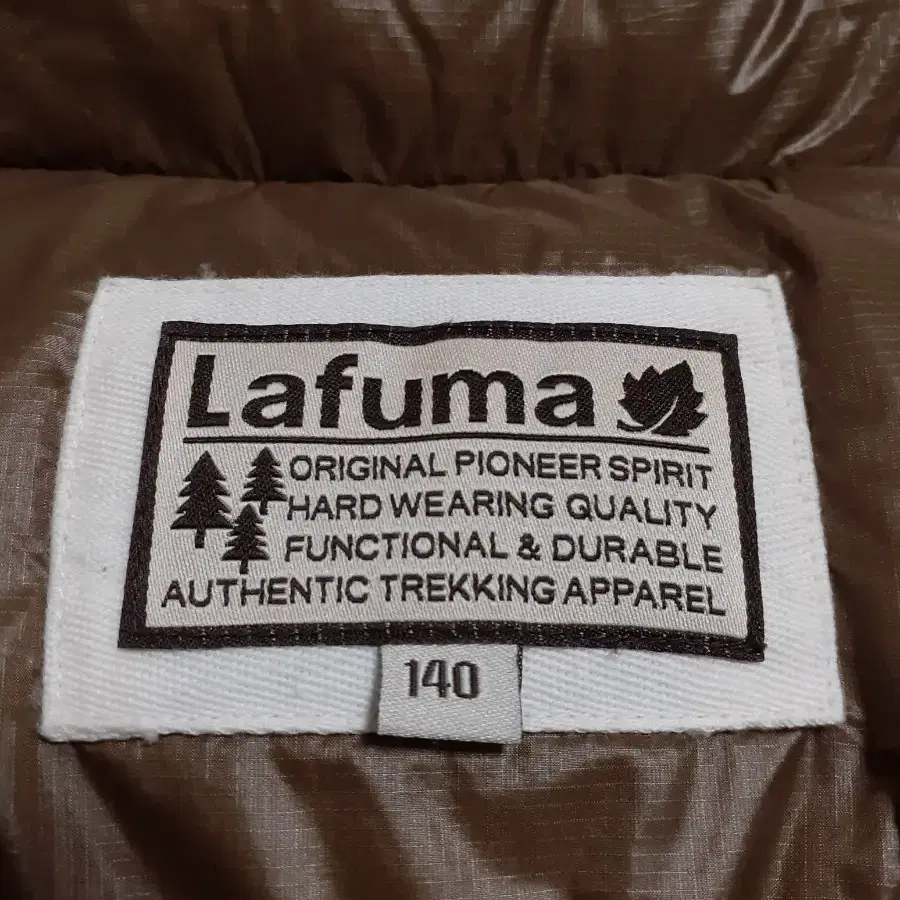 Lafuma
ORIGINAL PIONEER SPIRIT
HARD WEARING QUALITY
FUNCTIONAL & DURABLE
AUTHENTIC TREKKING APPAREL
140